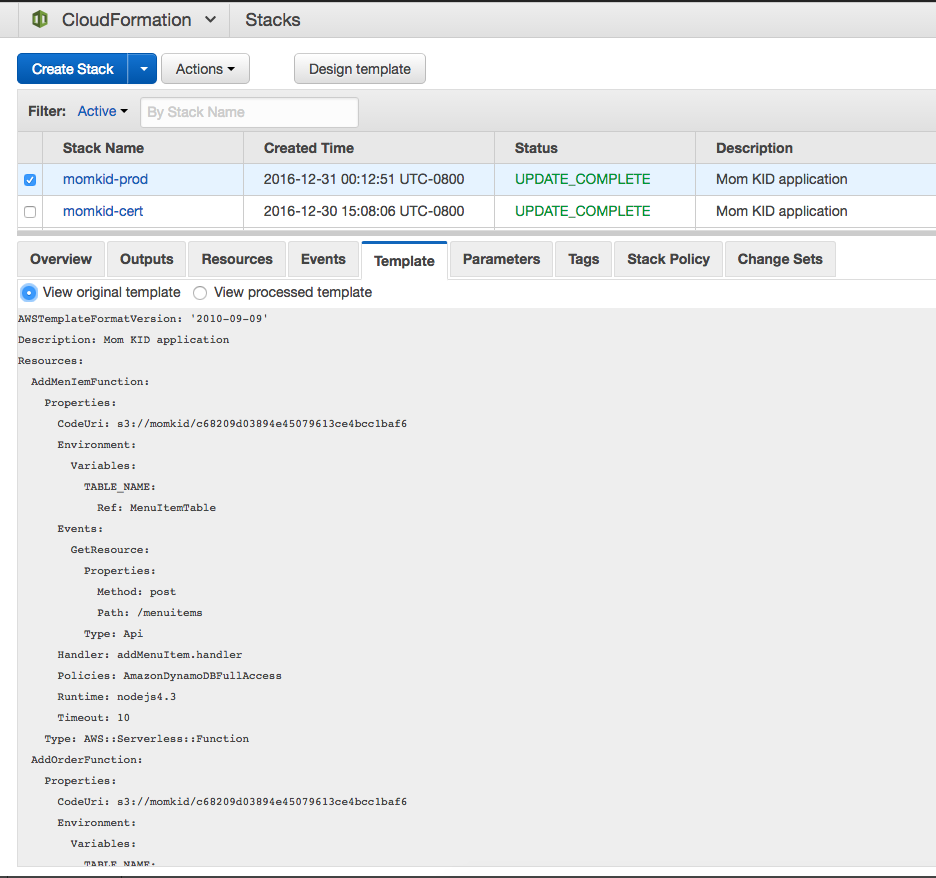 CloudFormation Stacks
Create Stack Actions Design template
Filter: Active By Stack Name
Stack Name Created Time Status Description
momkid-prod 2016-12-31 00:12:51 UTC-0800 UPDATE_COMPLETE Mom KID application
momkid-cert 2016-12-30 15:08:06 UTC-0800 UPDATE_COMPLETE Mom KID application
Overview Outputs Resources Events Template Parameters Tags Stack Policy Change Sets
View original template View processed template
AWSTemplateFormatVersion: '2010-09-09'
Description: Mom KID application
Resources:
  AddMenIemFunction:
    Properties:
      CodeUri: s3://momkid/c68209d03894e45079613ce4bcc1baf6
      Environment:
        Variables:
          TABLE_NAME:
            Ref: MenuItemTable
      Events:
        GetResource:
          Properties:
            Method: post
            Path: /menuitems
          Type: Api
      Handler: addMenuItem.handler
      Policies: AmazonDynamoDBFullAccess
      Runtime: nodejs4.3
      Timeout: 10
    Type: AWS::Serverless::Function
  AddOrderFunction:
    Properties:
      CodeUri: s3://momkid/c68209d03894e45079613ce4bcc1baf6
      Environment:
        Variables:
          TABLE_NAME: